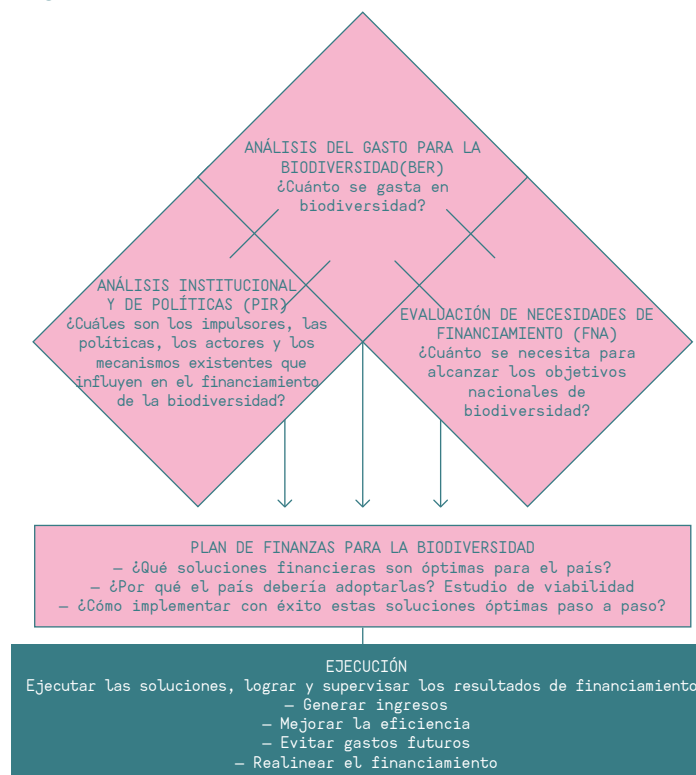 ANÁLISIS DEL GASTO PARA LA
BIODIVERSIDAD(BER)
¿Cuánto se gasta en
biodiversidad?
ANÁLISIS INSTITUCIONAL
Y DE POLÍTICAS (PIR)
¿Cuáles son los impulsores, las
políticas, los actores y los
mecanismos existentes que
influyen en el financiamiento
de la biodiversidad?
EVALUACIÓN DE NECESIDADES DE
FINANCIAMIENTO (FNA)
¿Cuánto se necesita para
alcanzar los objetivos
nacionales de
biodiversidad?
PLAN DE FINANZAS PARA LA BIODIVERSIDAD
— ¿Qué soluciones financieras son óptimas para el país?
— ¿Por qué el país debería adoptarlas? Estudio de viabilidad
— ¿Cómo implementar con éxito estas soluciones óptimas paso a paso?
EJECUCIÓN
Ejecutar las soluciones, lograr y supervisar los resultados de financiamiento
— Generar ingresos
— Mejorar la eficiencia
— Evitar gastos futuros
— Realinear el financiamiento